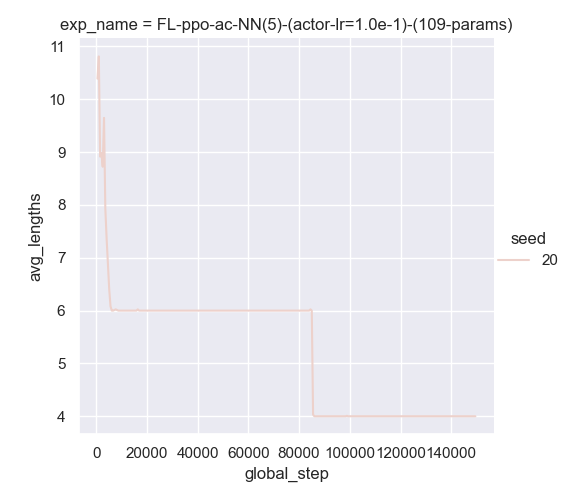 exp_name = FL-ppo-ac-NN(5)-(actor-lr=1.0e-1)-(109-params)
11
10
9
8
7
6
5
4
avg_lengths
0 20000 40000 60000 80000 100000 120000 140000
global_step
seed
20